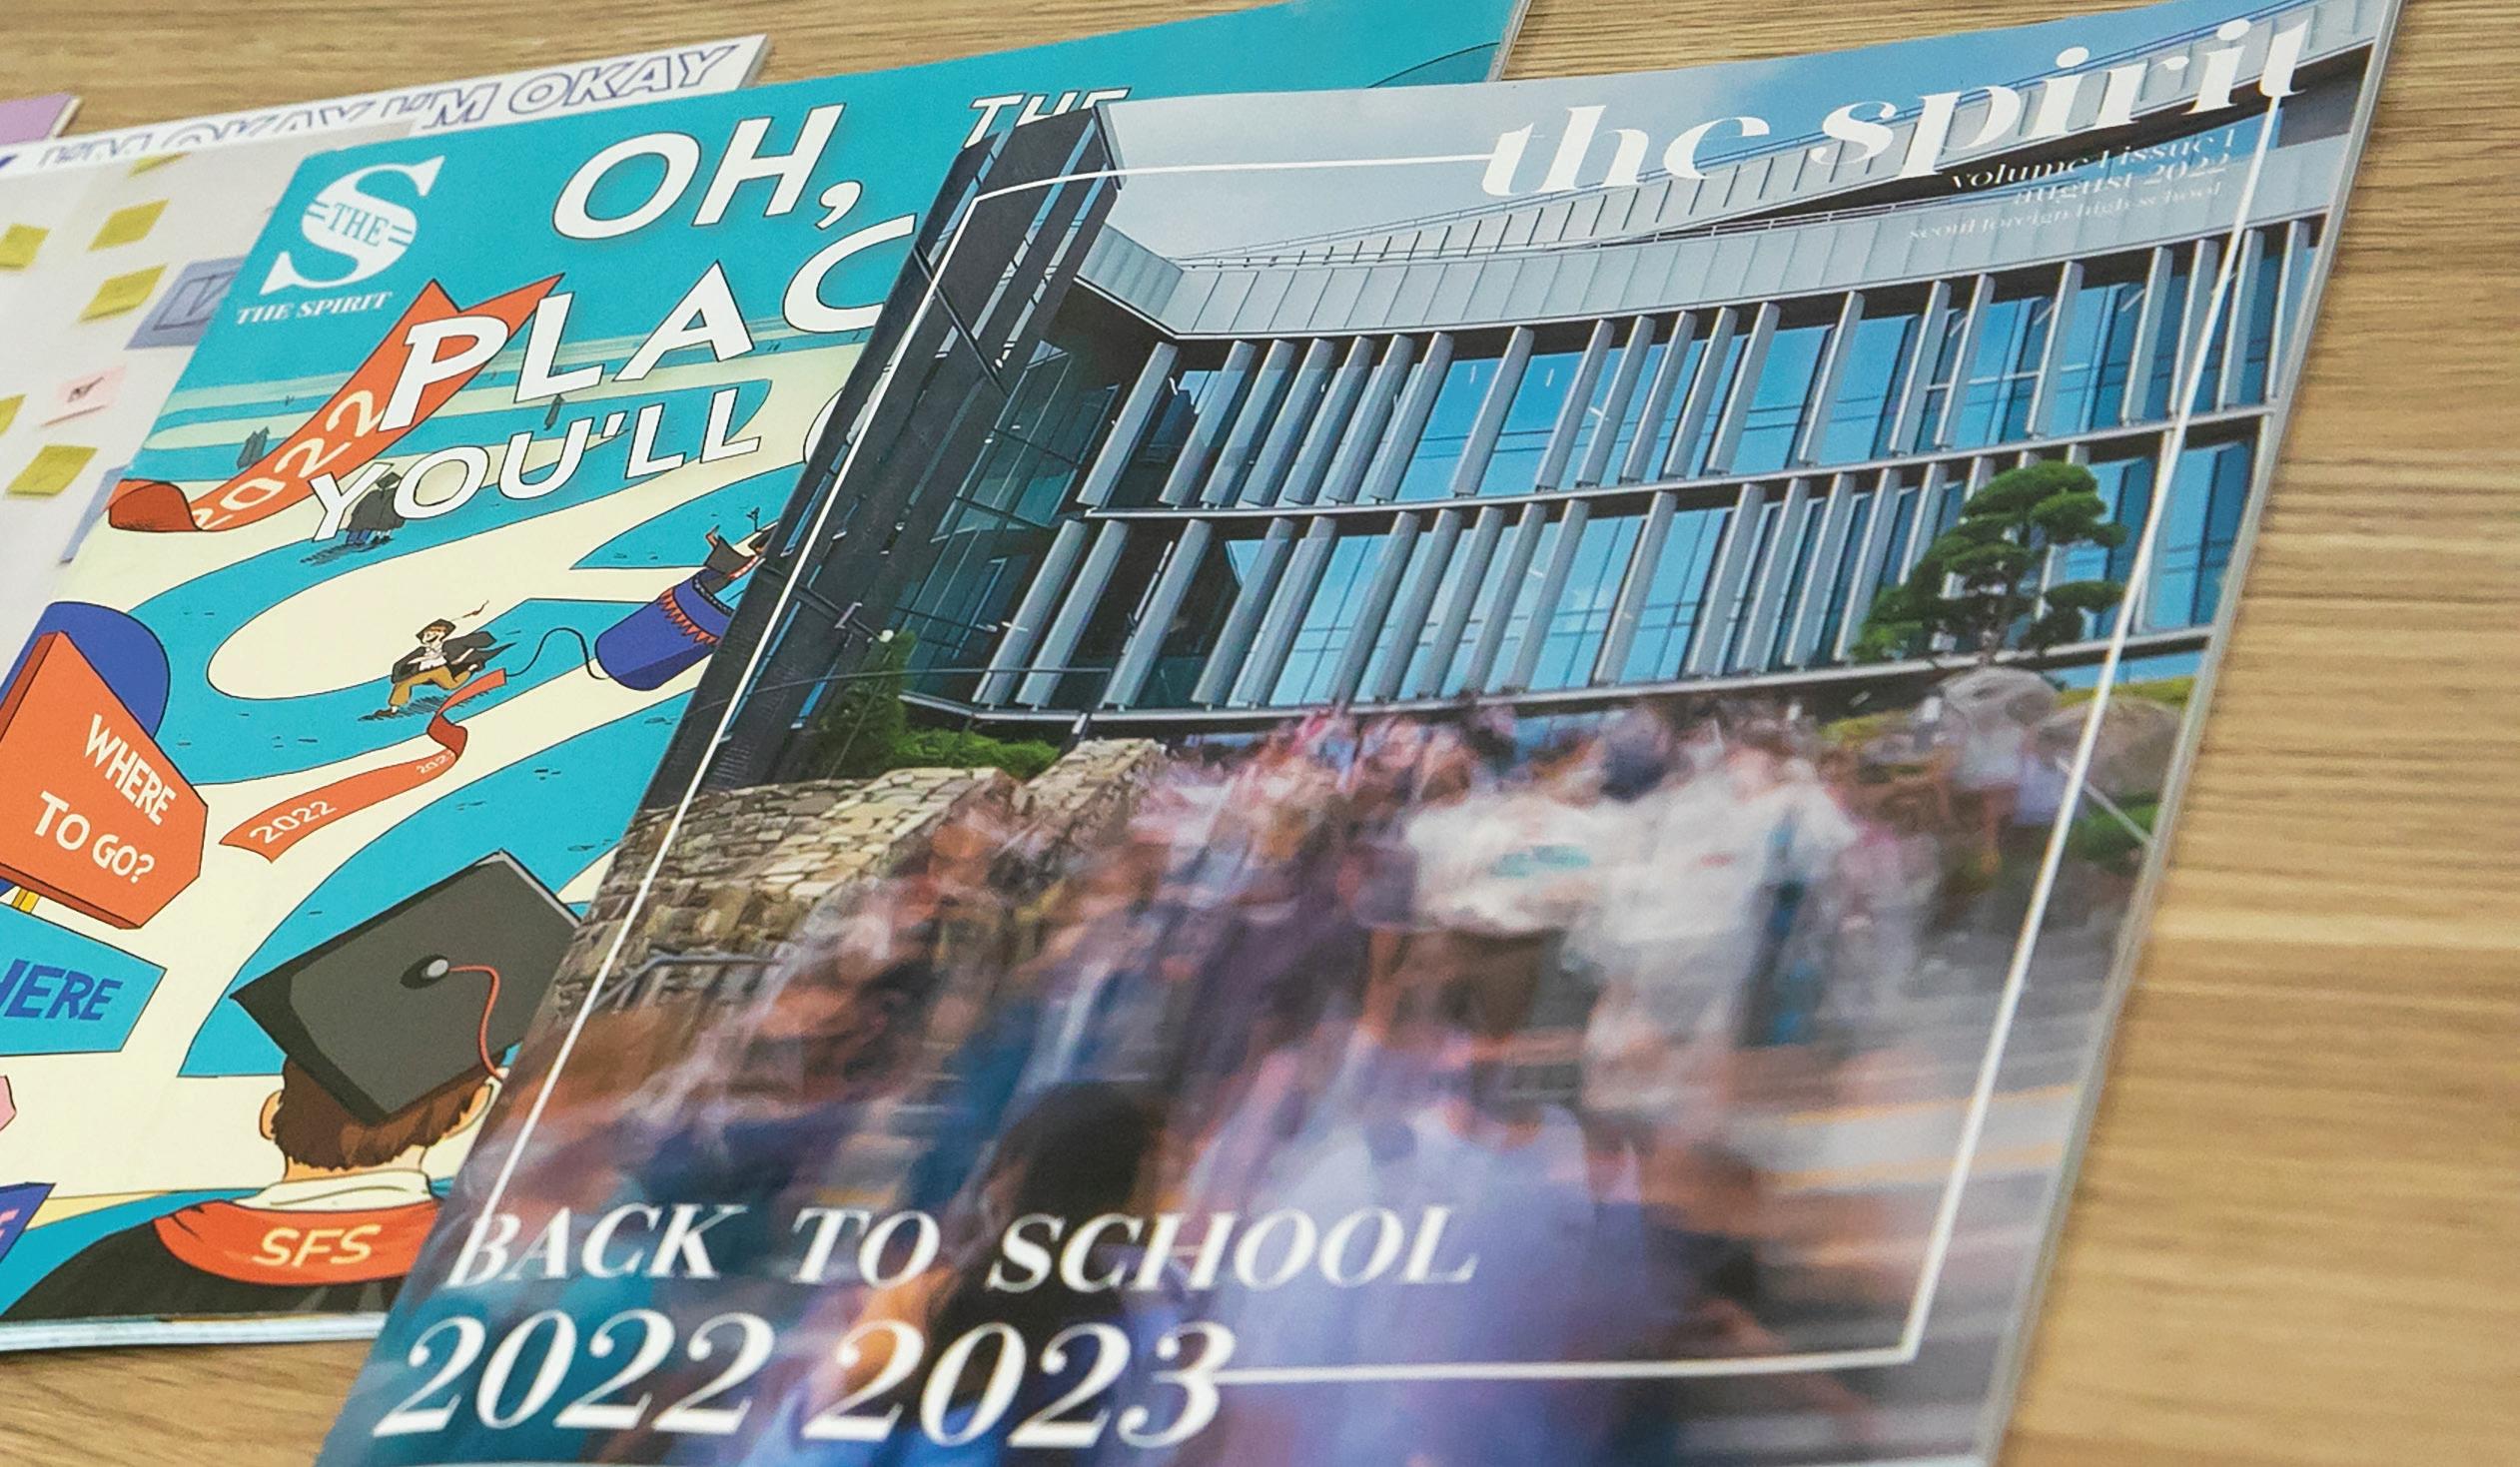 I'M OKAY I'M OKAY
THE
S
THE SPIRIT
OH, THE
PLAC
YOU'LL
2022
2022
WHERE
TO GO?
HERE
SFS
the spirit
volume 1 issue 1
august 2022
seoul foreign high school
BACK TO SCHOOL
2022 2023